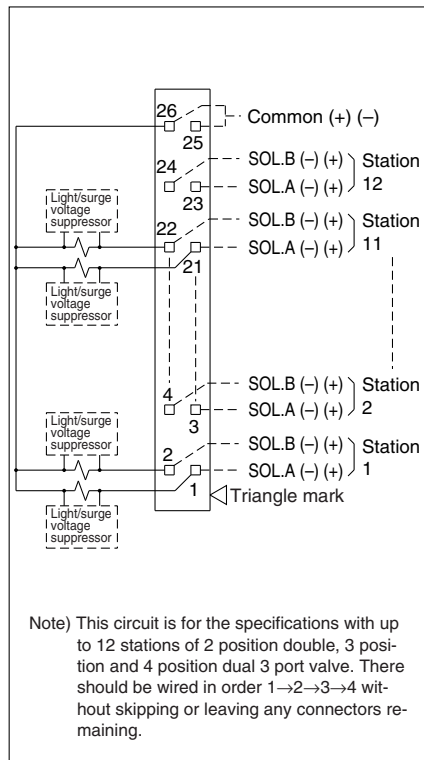 26
Common (+) (–)
25
24
SOL.B (–) (+)
Station
12
SOL.A (–) (+)
23
Light/surge
voltage
suppressor
22
SOL.B (–) (+)
Station
11
SOL.A (–) (+)
21
Light/surge
voltage
suppressor
4
SOL.B (–) (+)
Station
2
SOL.A (–) (+)
3
Light/surge
voltage
suppressor
2
SOL.B (–) (+)
Station
1
SOL.A (–) (+)
1
Triangle mark
Light/surge
voltage
suppressor
Note) This circuit is for the specifications with up
to 12 stations of 2 position double, 3 posi-
tion and 4 position dual 3 port valve. There
should be wired in order 1→2→3→4 with-
out skipping or leaving any connectors re-
maining.